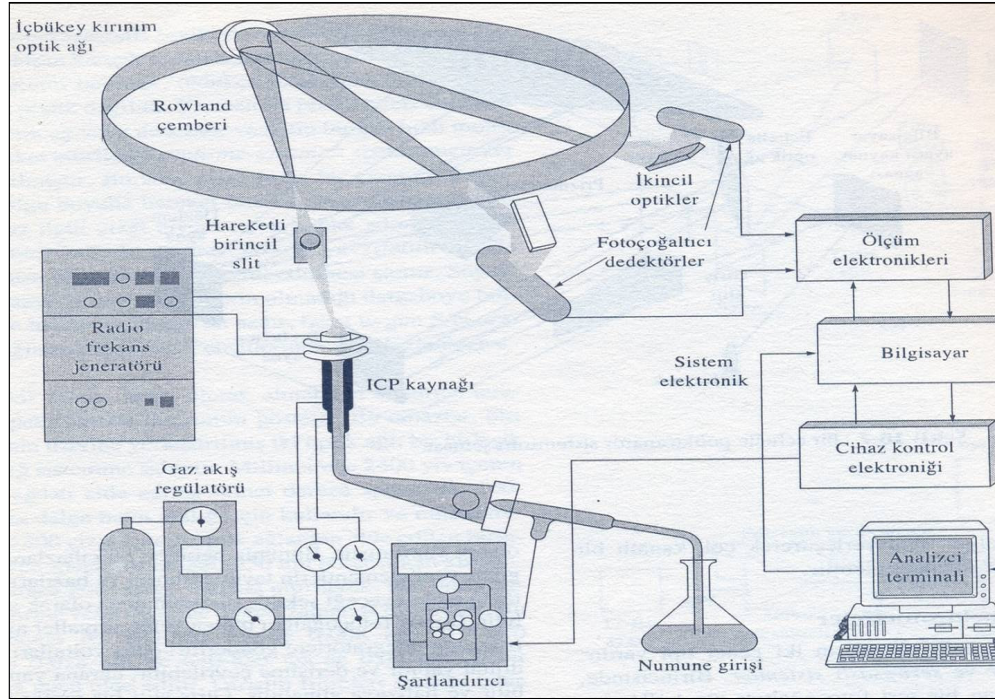 İçbükey kırınım
optik ağı
Rowland
çemberi
İkincil
optikler
Hareketli
birincil
slit
Fotoçoğaltıcı
dedektörler
Ölçüm
elektronikleri
Radio
frekans
jeneratörü
ICP kaynağı
Sistem
elektronik
Bilgisayar
Gaz akış
regülatörü
Cihaz kontrol
elektroniği
Analizci
terminali
Numune girişi
Şartlandırıcı